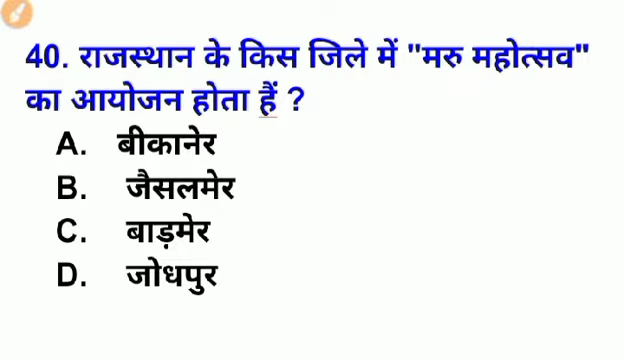 40. राजस्थान के किस जिले में "मरु महोत्सव"
का आयोजन होता हैं ?
A. बीकानेर
B. जैसलमेर
C. बाड़मेर
D. जोधपुर